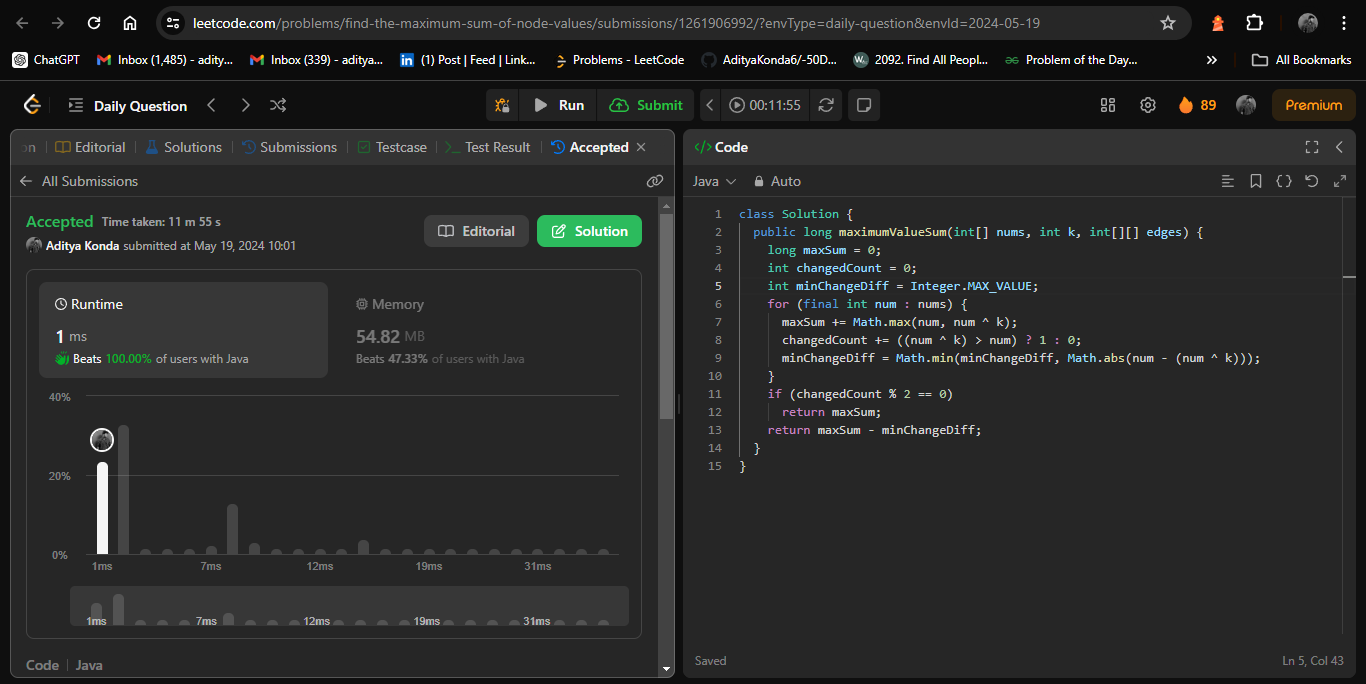 leetcode.com/problems/find-the-maximum-sum-of-node-values/submissions/1261906992/?envType=daily-question&envId=2024-05-19
ChatGPT Inbox (1,485) - adity... Inbox (339) - aditya... (1) Post | Feed | Link... Problems - LeetCode AdityaKonda6/-50D... 2092. Find All Peopl... Problem of the Day... » All Bookmarks
Daily Question Run Submit 00:11:55 89 Premium
on Editorial Solutions Submissions Testcase Test Result Accepted
All Submissions
Accepted Time taken: 11 m 55 s
Aditya Konda submitted at May 19, 2024 10:01
Editorial Solution
Runtime
1 ms
Beats 100.00% of users with Java
Memory
54.82 MB
Beats 47.33% of users with Java
40%
20%
0%
1ms 7ms 12ms 19ms 31ms
1ms 7ms 12ms 19ms 31ms
Code | Java
</> Code
Java Auto
1 class Solution {
2 public long maximumValueSum(int[] nums, int k, int[][] edges) {
3 long maxSum = 0;
4 int changedCount = 0;
5 int minChangeDiff = Integer.MAX_VALUE;
6 for (final int num : nums) {
7 maxSum += Math.max(num, num ^ k);
8 changedCount += ((num ^ k) > num) ? 1 : 0;
9 minChangeDiff = Math.min(minChangeDiff, Math.abs(num - (num ^ k)));
10 }
11 if (changedCount % 2 == 0)
12 return maxSum;
13 return maxSum - minChangeDiff;
14 }
15 }
Saved Ln 5, Col 43